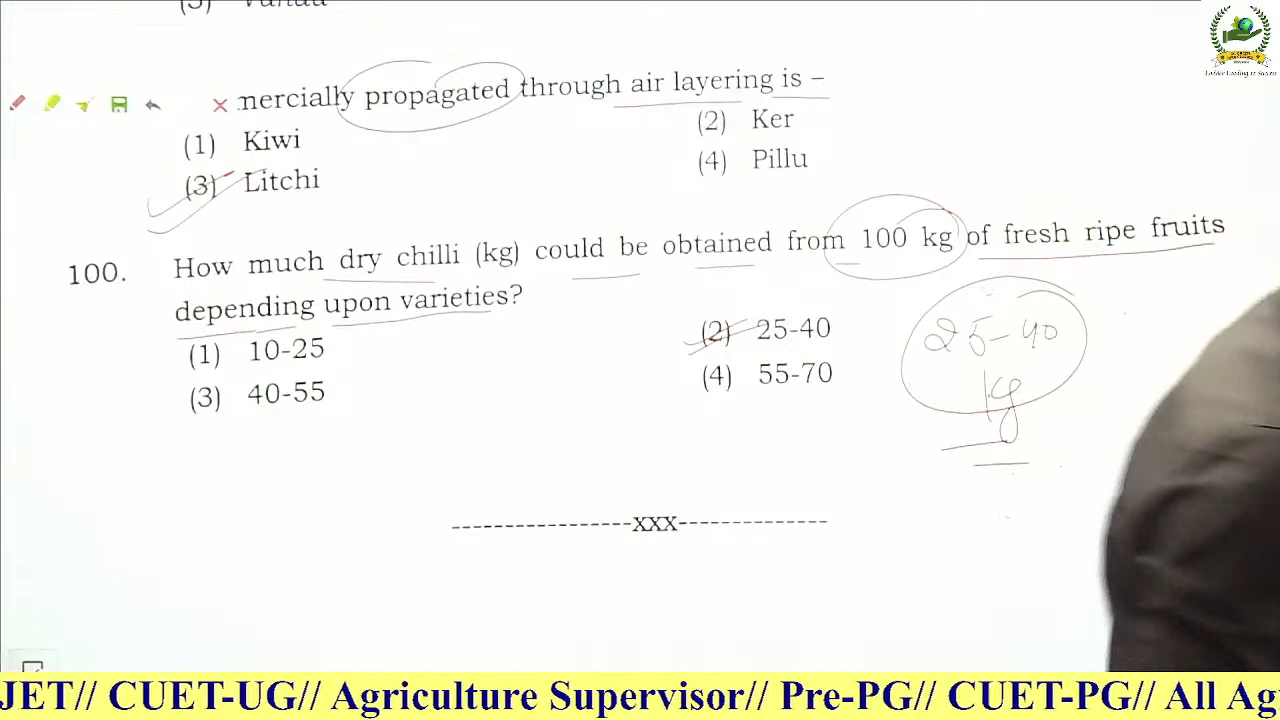 mercially propagated through air layering is –
(1) Kiwi
(2) Ker
(3) Litchi
(4) Pillu
100. How much dry chilli (kg) could be obtained from 100 kg of fresh ripe fruits
depending upon varieties?
(1) 10-25
(2) 25-40
(3) 40-55
(4) 55-70
25-40
kg
------------------XXX---------------
JET// CUET-UG// Agriculture Supervisor// Pre-PG// CUET-PG// All Ag